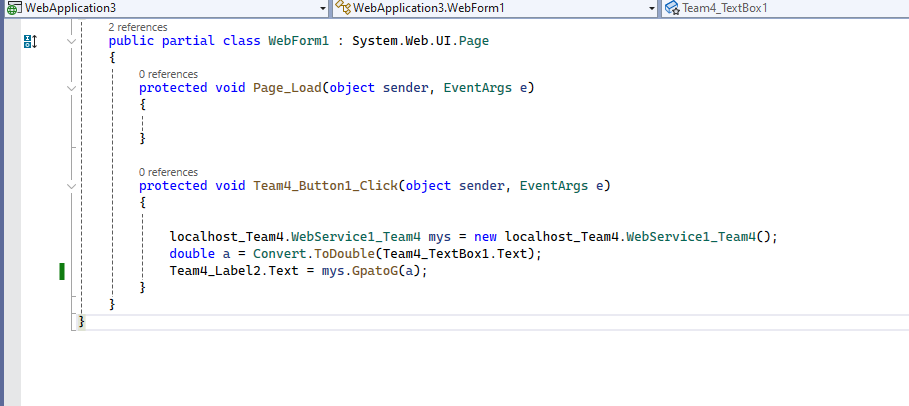 WebApplication3 WebApplication3.WebForm1 Team4_TextBox1
2 references
public partial class WebForm1 : System.Web.UI.Page
{
0 references
protected void Page_Load(object sender, EventArgs e)
{
}
0 references
protected void Team4_Button1_Click(object sender, EventArgs e)
{
localhost_Team4.WebService1_Team4 mys = new localhost_Team4.WebService1_Team4();
double a = Convert.ToDouble(Team4_TextBox1.Text);
Team4_Label2.Text = mys.GpatoG(a);
}
}
}